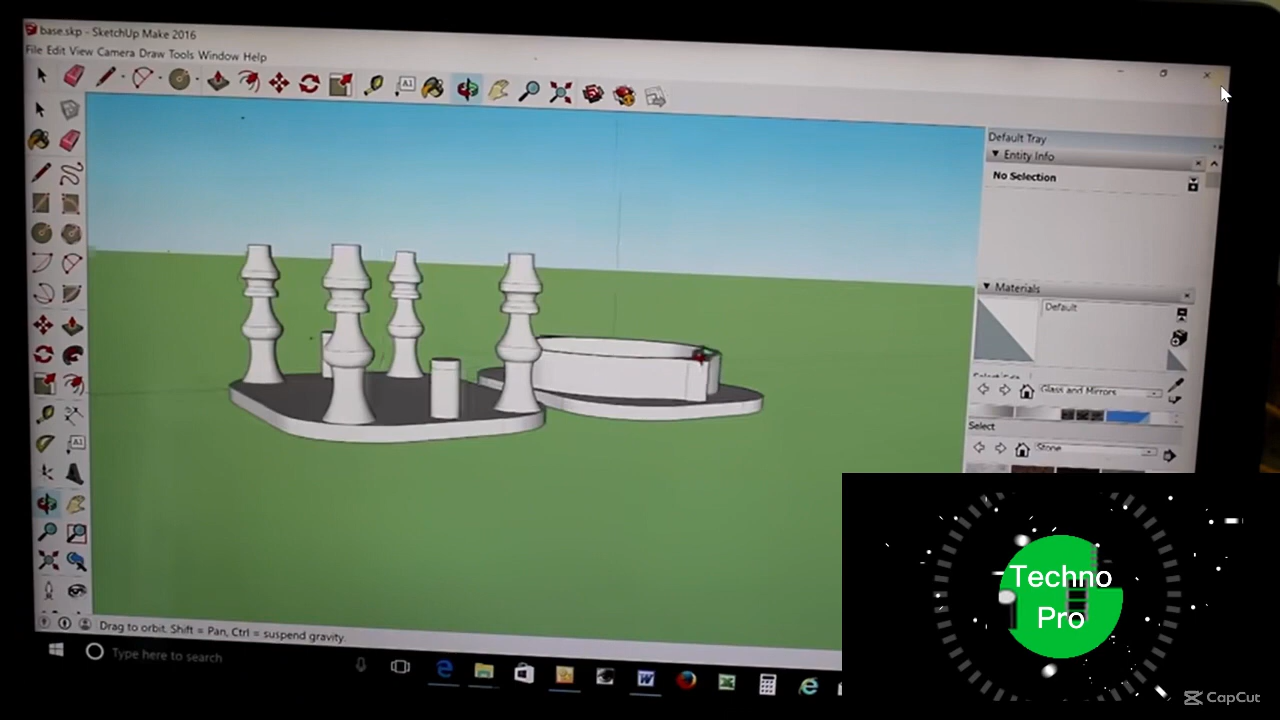 base.skp - SketchUp Make 2016
File Edit View Camera Draw Tools Window Help
A1
Default Tray
Entity Info
No Selection
Materials
Default
Glass and Mirrors
Select
Stone
A1
Drag to orbit. Shift = Pan, Ctrl = suspend gravity.
Type here to search
Techno
Pro
CapCut